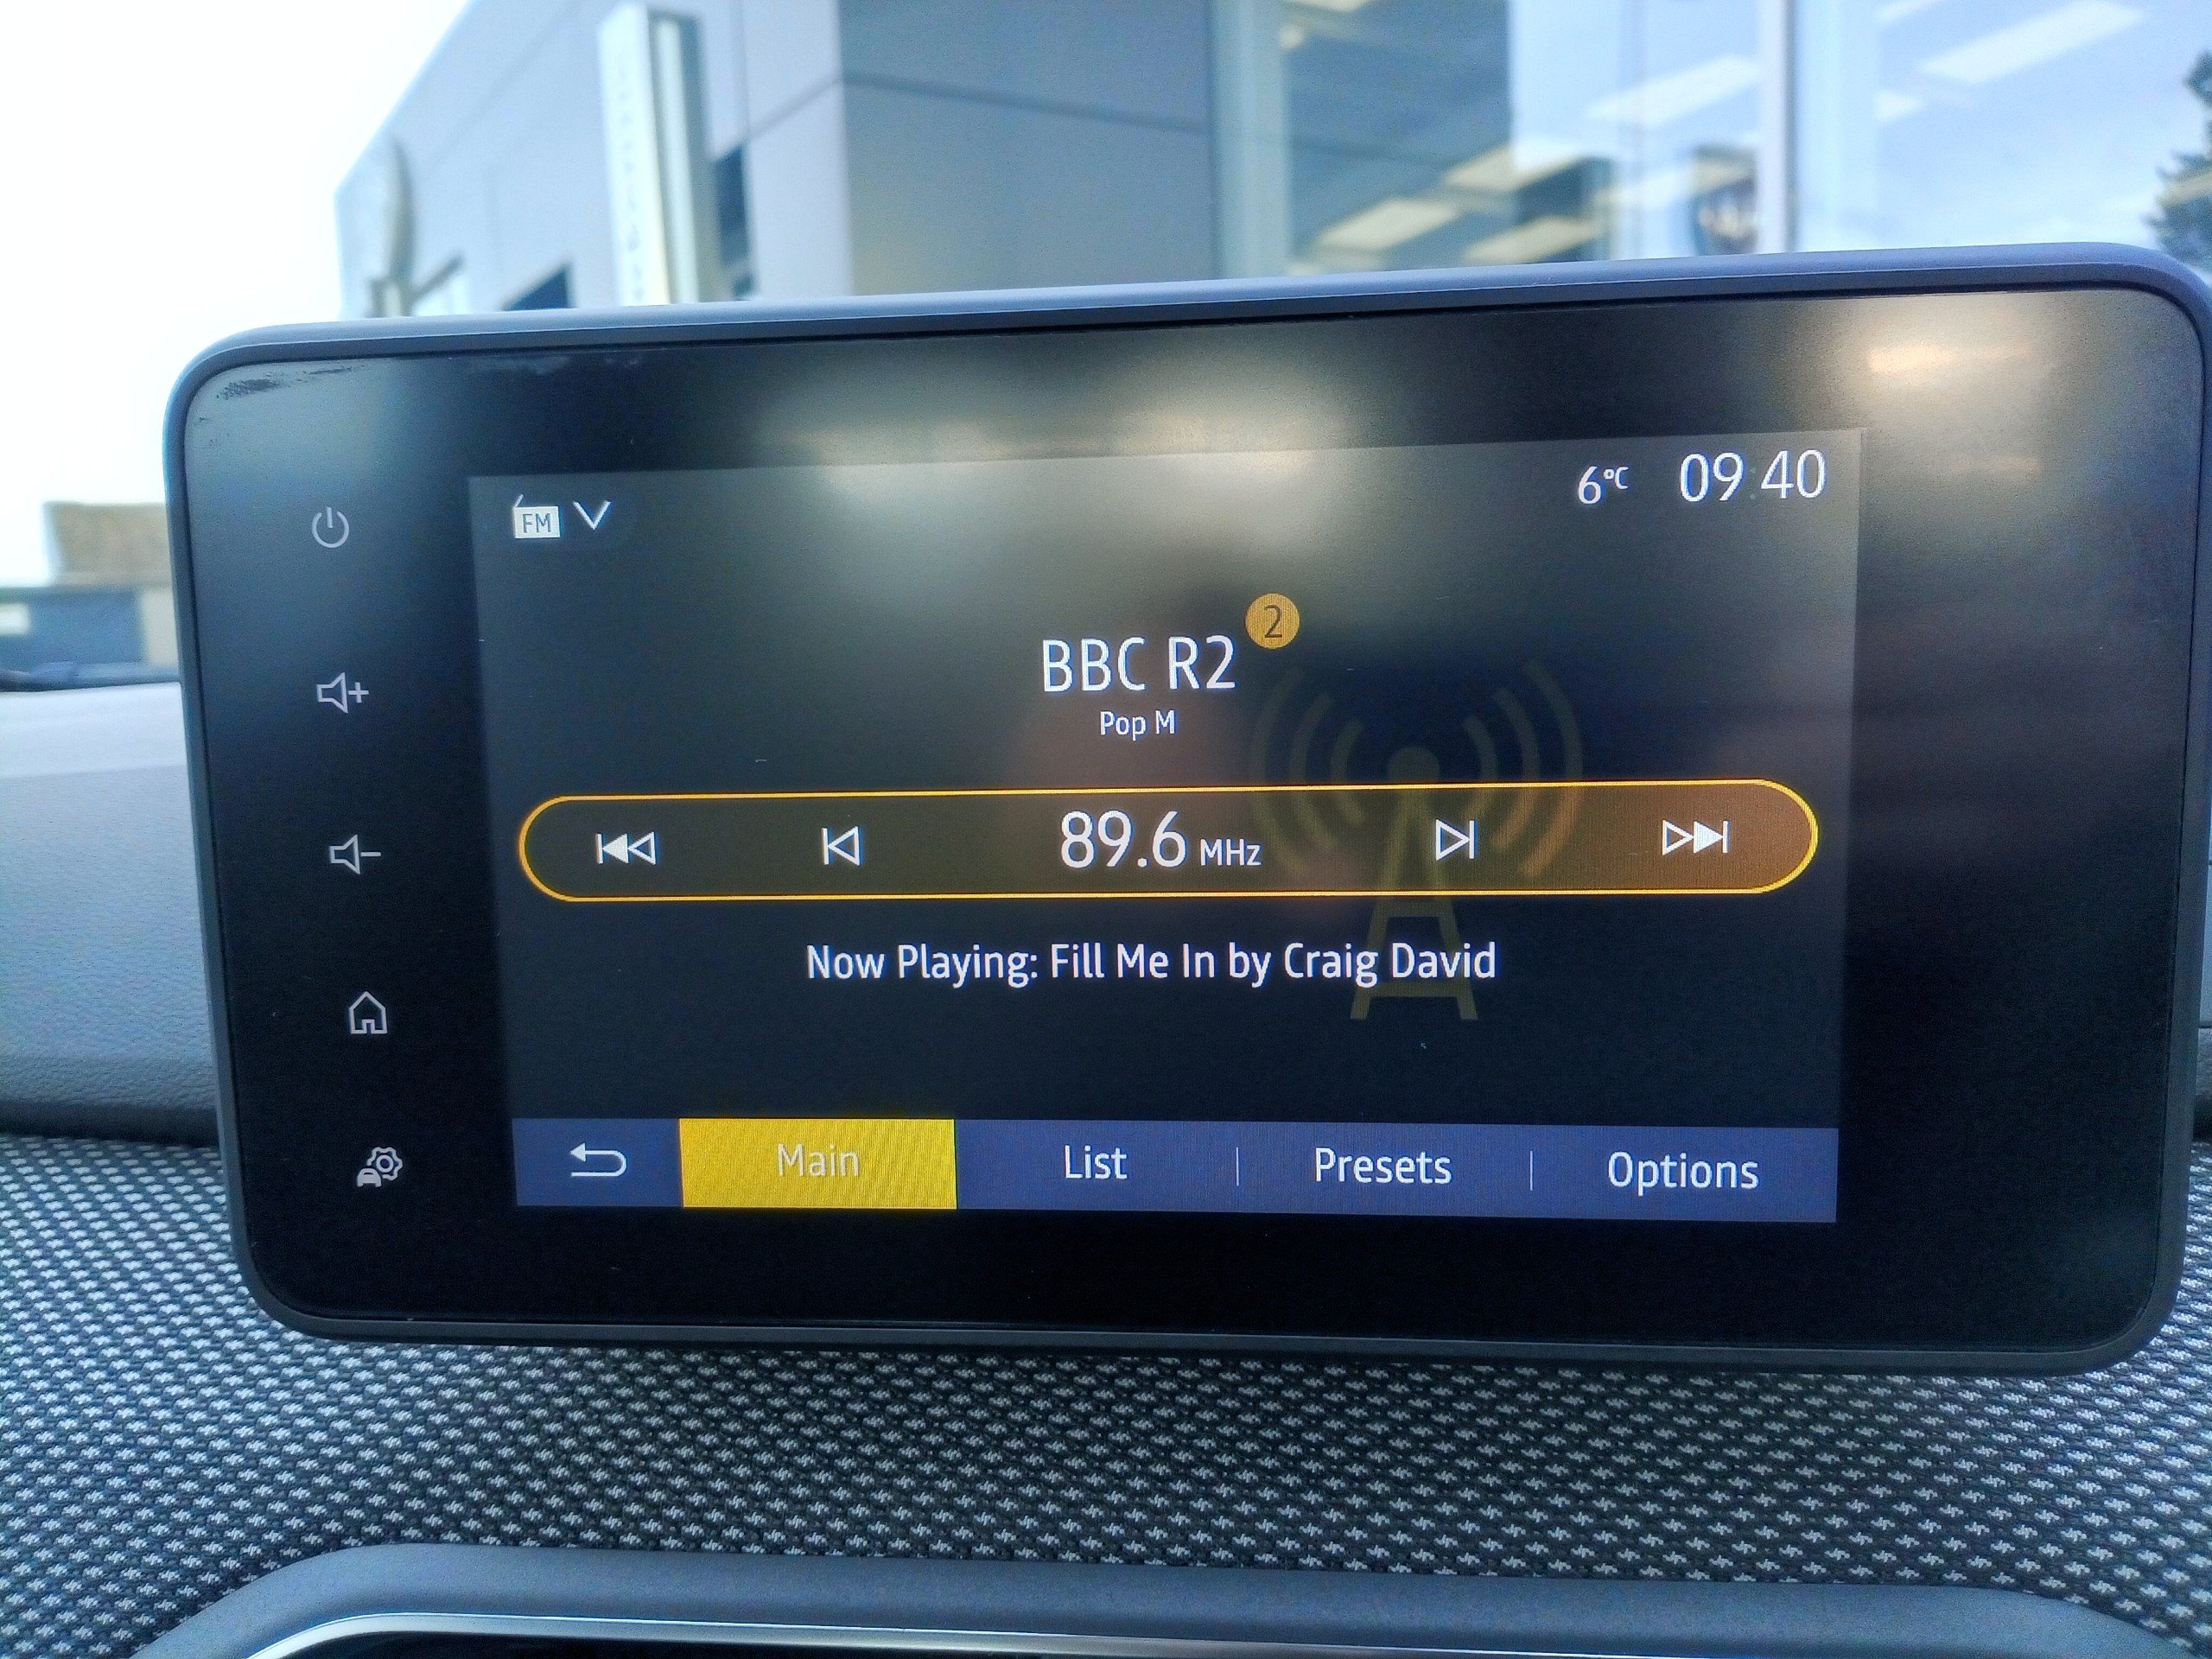 FM
6°C 09:40
BBC R2 2
Pop M
89.6 MHz
Now Playing: Fill Me In by Craig David
Main List Presets Options